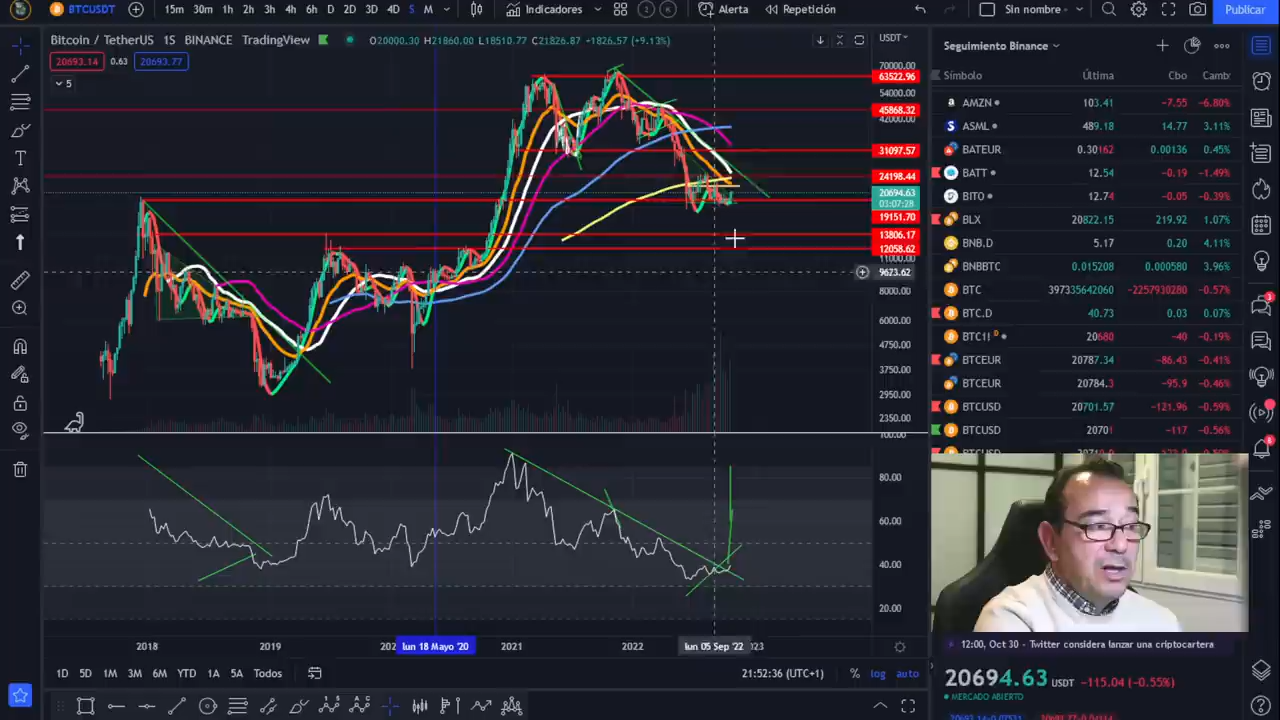 BTCUSDT 15m 30m 1h 2h 3h 4h 6h D 2D 3D 4D S M Indicadores 2 Alerta Repetición Sin nombre Publicar
Bitcoin / TetherUS 1S BINANCE TradingView O20000.30 H21860.00 L18510.77 C21826.87 +1826.57 (+9.13%) USDT
20693.14 0.63 20693.77
5
70000.00
63522.96
54000.00
45868.32
42000.00
31097.57
24198.44
20694.63
03:07:28
19151.70
13806.17
12058.62
11000.00
9623.62
8000.00
6000.00
4750.00
3750.00
2950.00
2350.00
100.00
80.00
60.00
40.00
20.00
2018 2019 lun 18 Mayo '20 2021 2022 lun 05 Sep '22
1D 5D 1M 3M 6M YTD 1A 5A Todos 21:52:36 (UTC+1) % log auto
Seguimiento Binance
Símbolo Última Cbo Camb
AMZN 103.41 -7.55 -6.80%
ASML 489.18 14.77 3.11%
BATEUR 0.30162 0.00136 0.45%
BATT 12.54 -0.19 -1.49%
BITO 12.74 -0.05 -0.39%
BLX 20822.15 219.92 1.07%
BNB.D 5.17 0.20 4.11%
BNBBTC 0.015208 0.000580 3.96%
BTC 397335642060 -2257930280 -0.57%
BTC.D 40.73 0.03 0.07%
BTC1! D 20680 -40 -0.19%
BTCEUR 20787.34 -86.43 -0.41%
BTCEUR 20784.3 -95.9 -0.46%
BTCUSD 20701.57 -121.96 -0.59%
BTCUSD 20701 -117 -0.56%
12:00, Oct 30 - Twitter considera lanzar una criptocartera
20694.63 USDT -115.04 (-0.55%)
MERCADO ABIERTO